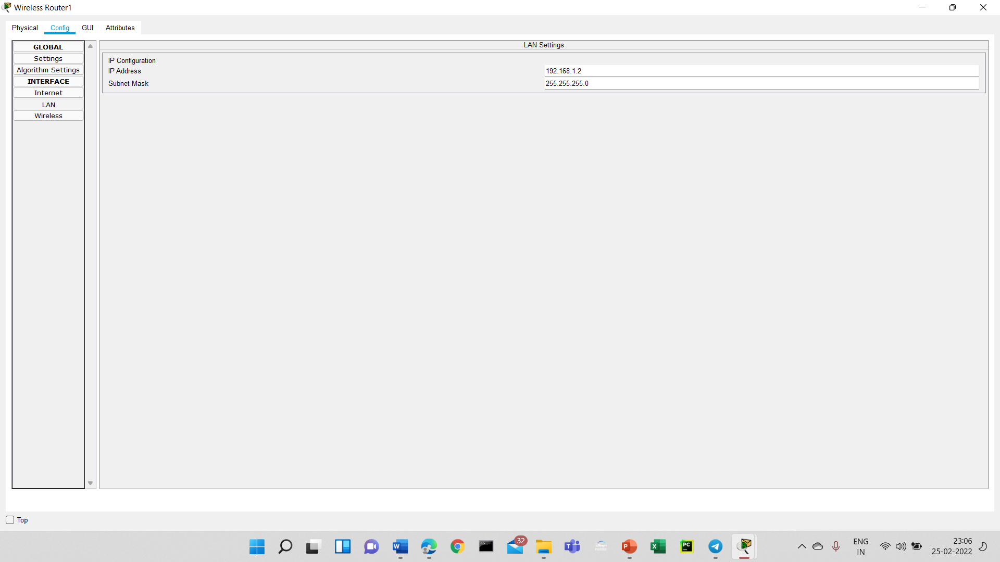 Wireless Router1
Physical Config GUI Attributes
GLOBAL
Settings
Algorithm Settings
INTERFACE
Internet
LAN
Wireless
LAN Settings
IP Configuration
IP Address 192.168.1.2
Subnet Mask 255.255.255.0
Top
32
W
T
P
X
PC
ENG
IN
23:06
25-02-2022